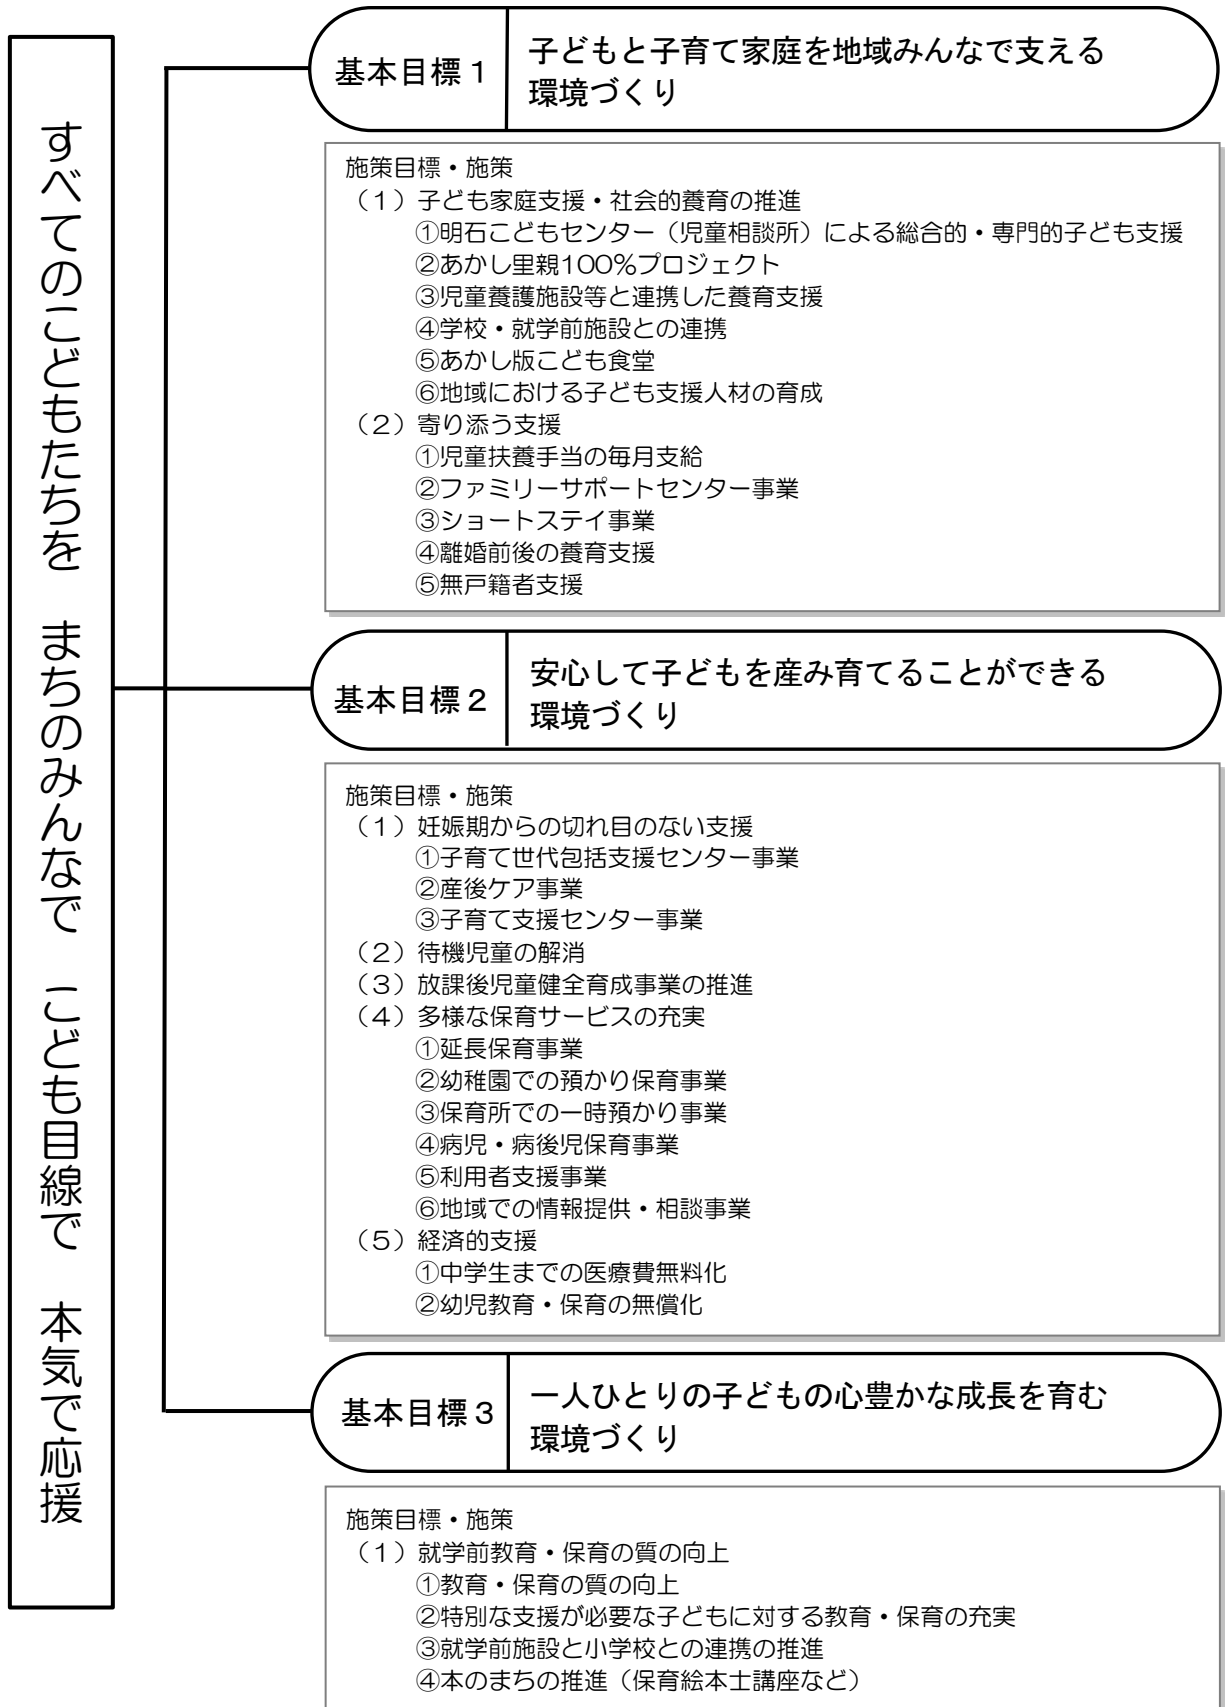 すべてのこどもたちを　まちのみんなで　こども目線で　本気で応援
基本目標１
子どもと子育て家庭を地域みんなで支える
環境づくり
施策目標・施策
（１）子ども家庭支援・社会的養育の推進
①明石こどもセンター（児童相談所）による総合的・専門的子ども支援
②あかし里親100％プロジェクト
③児童養護施設等と連携した養育支援
④学校・就学前施設との連携
⑤あかし版こども食堂
⑥地域における子ども支援人材の育成
（２）寄り添う支援
①児童扶養手当の毎月支給
②ファミリーサポートセンター事業
③ショートステイ事業
④離婚前後の養育支援
⑤無戸籍者支援
基本目標２
安心して子どもを産み育てることができる
環境づくり
施策目標・施策
（１）妊娠期からの切れ目のない支援
①子育て世代包括支援センター事業
②産後ケア事業
③子育て支援センター事業
（２）待機児童の解消
（３）放課後児童健全育成事業の推進
（４）多様な保育サービスの充実
①延長保育事業
②幼稚園での預かり保育事業
③保育所での一時預かり事業
④病児・病後児保育事業
⑤利用者支援事業
⑥地域での情報提供・相談事業
（５）経済的支援
①中学生までの医療費無料化
②幼児教育・保育の無償化
基本目標３
一人ひとりの子どもの心豊かな成長を育む
環境づくり
施策目標・施策
（１）就学前教育・保育の質の向上
①教育・保育の質の向上
②特別な支援が必要な子どもに対する教育・保育の充実
③就学前施設と小学校との連携の推進
④本のまちの推進（保育絵本士講座など）